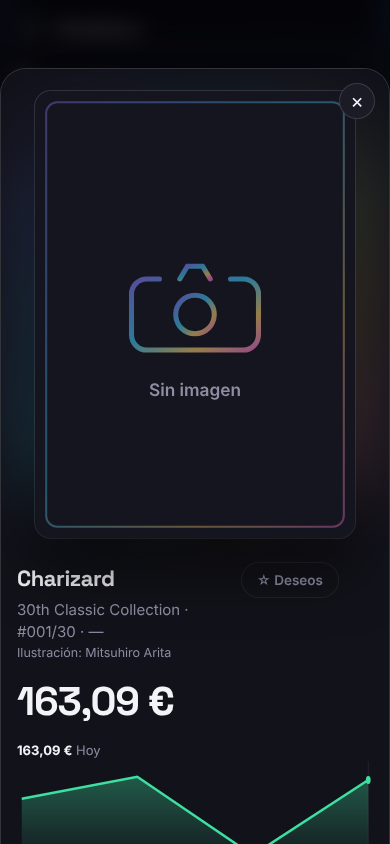 ×
Sin imagen
Charizard
☆ Deseos
30th Classic Collection ·
#001/30 · —
Ilustración: Mitsuhiro Arita
163,09 €
163,09 € Hoy